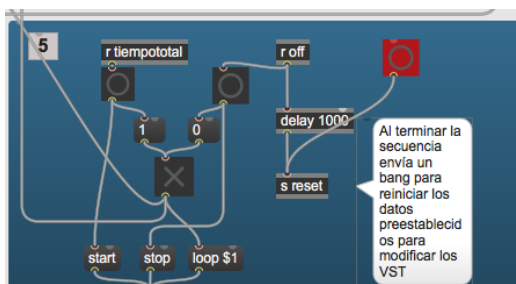 5
r tiempototal
r off
1
0
delay 1000
s reset
Al terminar la
secuencia
envía un
bang para
reiniciar los
datos
preestablecid
os para
modificar los
VST
start
stop
loop $1